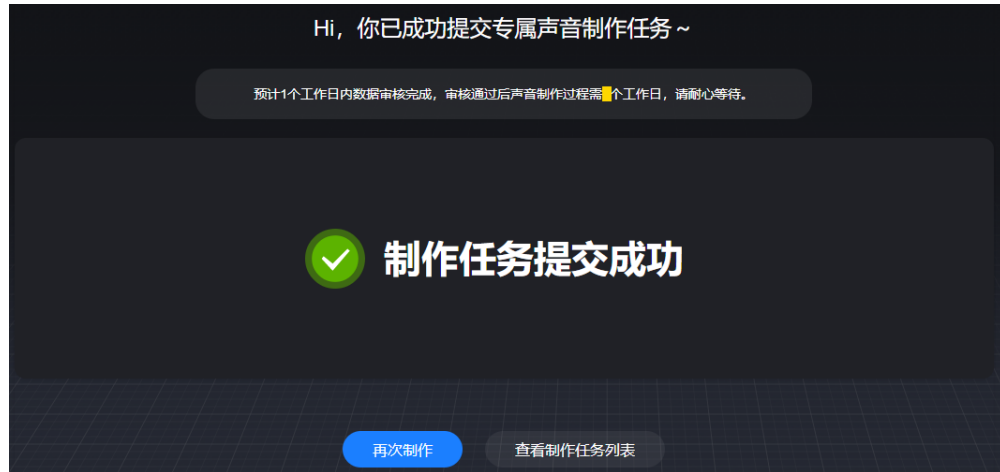 Hi，你已成功提交专属声音制作任务～
预计1个工作日内数据审核完成，审核通过后声音制作过程需个工作日，请耐心等待。
制作任务提交成功
再次制作
查看制作任务列表